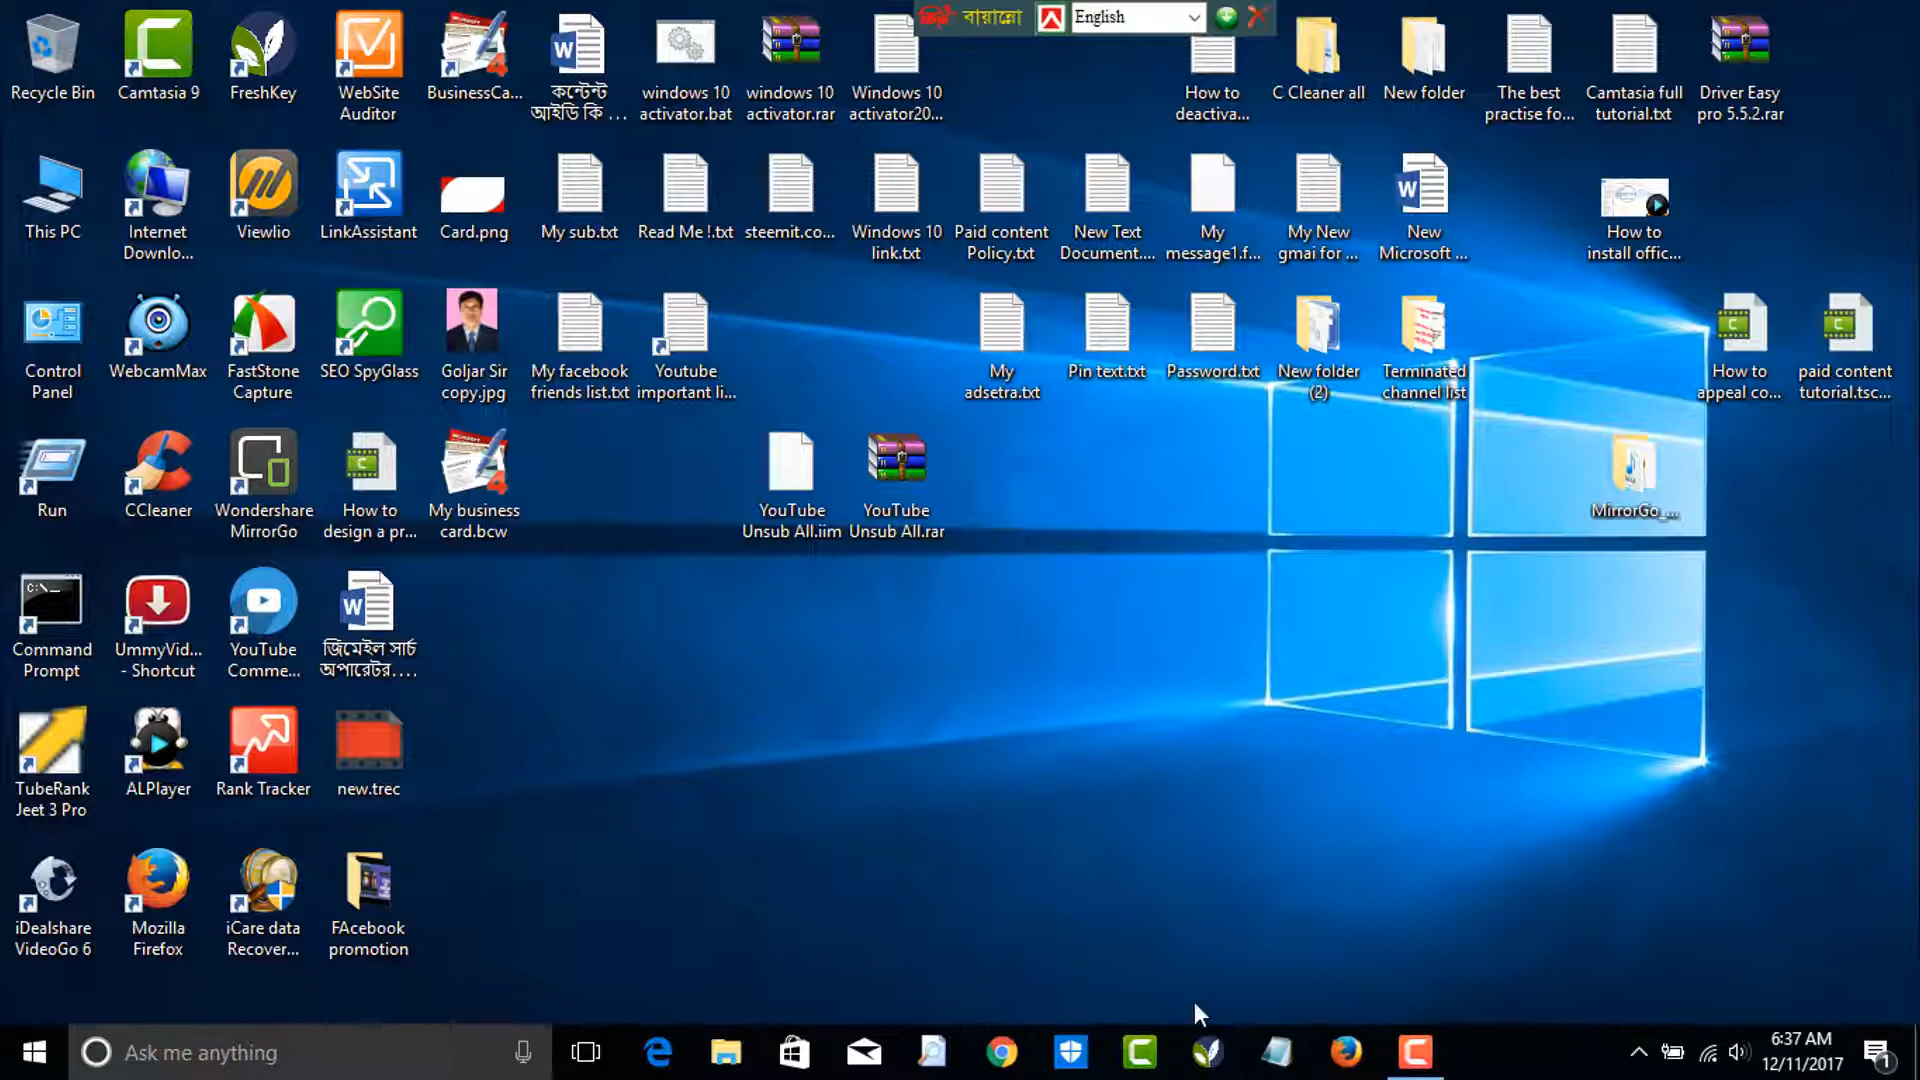 বায়ান্নো
English
Recycle Bin
Camtasia 9
FreshKey
WebSite
Auditor
BusinessCa...
কন্টেন্ট
আইডি কি ...
windows 10
activator.bat
windows 10
activator.rar
Windows 10
activator20...
How to
deactiva...
C Cleaner all
New folder
The best
practise fo...
Camtasia full
tutorial.txt
Driver Easy
pro 5.5.2.rar
This PC
Internet
Downlo...
Viewlio
LinkAssistant
Card.png
My sub.txt
Read Me !.txt
steemit.co...
Windows 10
link.txt
Paid content
Policy.txt
New Text
Document....
My
message1.f...
My New
gmai for ...
New
Microsoft ...
How to
install offic...
Control
Panel
WebcamMax
FastStone
Capture
SEO SpyGlass
Goljar Sir
copy.jpg
My facebook
friends list.txt
Youtube
important li...
My
adsetra.txt
Pin text.txt
Password.txt
New folder
(2)
Terminated
channel list
How to
appeal co...
paid content
tutorial.tsc...
Run
CCleaner
Wondershare
MirrorGo
How to
design a pr...
My business
card.bcw
YouTube
Unsub All.iim
YouTube
Unsub All.rar
MirrorGo_...
Command
Prompt
UmmyVid...
- Shortcut
YouTube
Comme...
জিমেইল সার্চ
অপারেটর....
TubeRank
Jeet 3 Pro
ALPlayer
Rank Tracker
new.trec
iDealshare
VideoGo 6
Mozilla
Firefox
iCare data
Recover...
FAcebook
promotion
Ask me anything
6:37 AM
12/11/2017
1